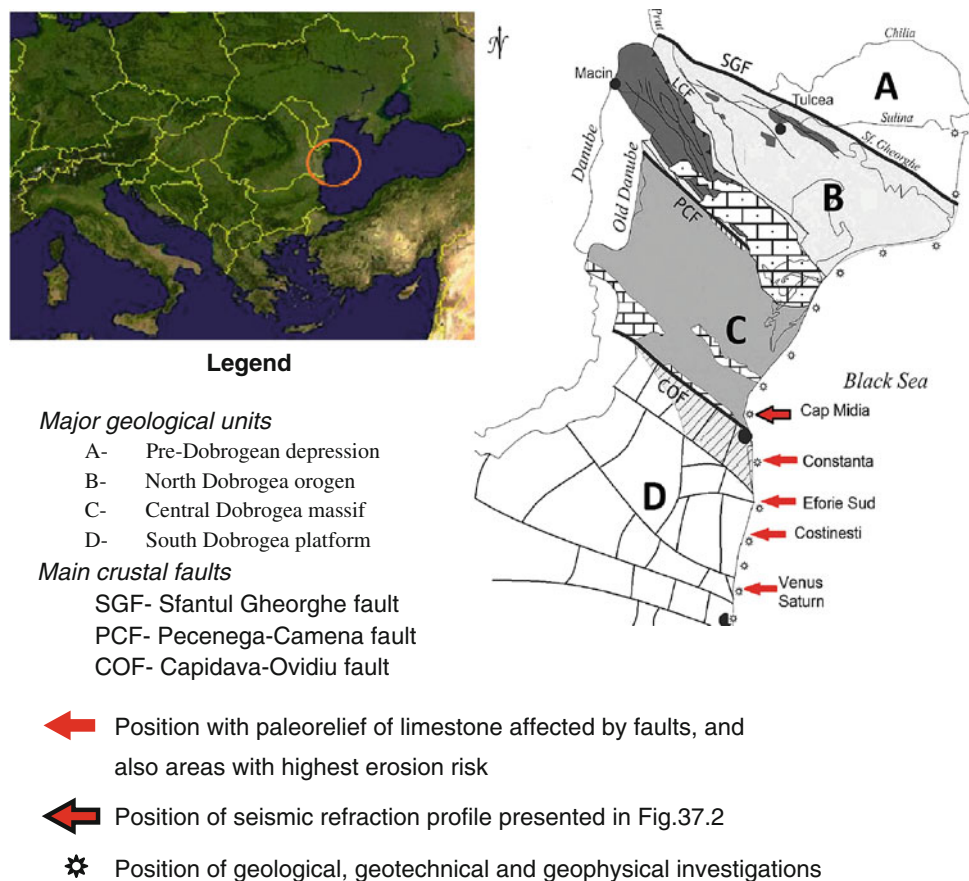 Prut
N
Chilia
SGF
A
Macin
LCF
Tulcea
Sulina
Sf. Gheorghe
Danube
Old Danube
PCF
B
C
Black Sea
COF
Cap Midia
Constanta
D
Eforie Sud
Costinesti
Venus
Saturn
Legend
Major geological units
A- Pre-Dobrogean depression
B- North Dobrogea orogen
C- Central Dobrogea massif
D- South Dobrogea platform
Main crustal faults
SGF- Sfantul Gheorghe fault
PCF- Pecenega-Camena fault
COF- Capidava-Ovidiu fault
Position with paleorelief of limestone affected by faults, and
also areas with highest erosion risk
Position of seismic refraction profile presented in Fig.37.2
Position of geological, geotechnical and geophysical investigations